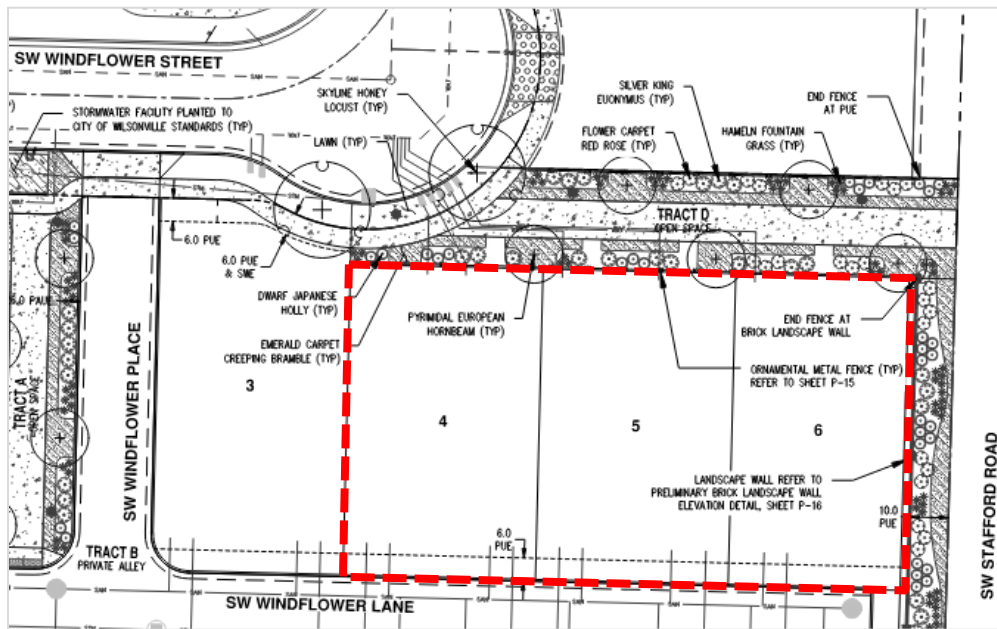 SW WINDFLOWER STREET
SAN
SAN
SAN
SAN
STORMWATER FACILITY PLANTED TO
CITY OF WILSONVILLE STANDARDS (TYP)
SKYLINE HONEY
LOCUST (TYP)
LAWN (TYP)
SILVER KING
EUONYMUS (TYP)
FLOWER CARPET
RED ROSE (TYP)
HAMELN FOUNTAIN
GRASS (TYP)
END FENCE
AT PUE
TRACT D
OPEN SPACE
6.0 PUE
6.0 PUE
& SWE
DWARF JAPANESE
HOLLY (TYP)
EMERALD CARPET
CREEPING BRAMBLE (TYP)
PYRIMIDAL EUROPEAN
HORNBEAM (TYP)
END FENCE AT
BRICK LANDSCAPE WALL
ORNAMENTAL METAL FENCE (TYP)
REFER TO SHEET P-15
TRACT A
OPEN SPACE
SW WINDFLOWER PLACE
3
4
5
6
LANDSCAPE WALL REFER TO
PRELIMINARY BRICK LANDSCAPE WALL
ELEVATION DETAIL, SHEET P-16
10.0
PUE
6.0
PUE
TRACT B
PRIVATE ALLEY
SW WINDFLOWER LANE
SW STAFFORD ROAD